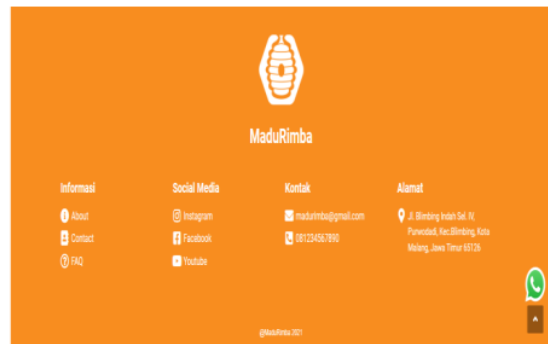 MaduRimba
Informasi
About
Contact
FAQ
Social Media
Instagram
Facebook
Youtube
Kontak
madurimba@gmail.com
081234567890
Alamat
Jl. Blimbing Indah Sel. IV,
Purwodadi, Kec.Blimbing, Kota
Malang, Jawa Timur 65126
@MaduRimba 2021